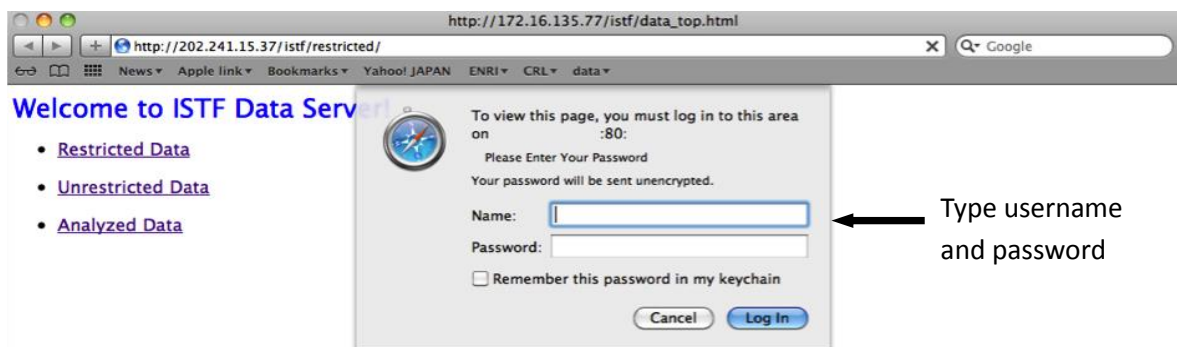 http://172.16.135.77/istf/data_top.html
http://202.241.15.37/istf/restricted/
Google
News Apple link Bookmarks Yahoo! JAPAN ENRI CRL data
Welcome to ISTF Data Server!
Restricted Data
Unrestricted Data
Analyzed Data
To view this page, you must log in to this area
on :80:
Please Enter Your Password
Your password will be sent unencrypted.
Name:
Password:
Remember this password in my keychain
Cancel Log In
Type username
and password